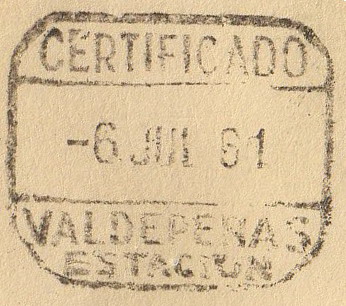 CERTIFICADO
-6 JUL 61
VALDEPEÑAS
ESTACION